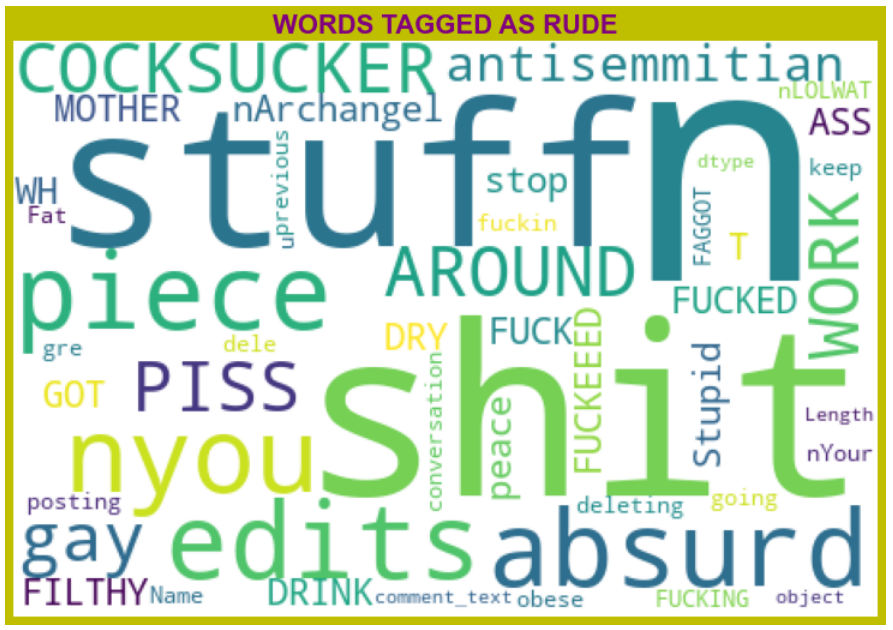 WORDS TAGGED AS RUDE
COCKSUCKER
antisemmitian
nLOLWAT
MOTHER
nArchangel
ASS
stuffn
previous
u
dtype
keep
WH
stop
Fat
fuckin
FAGGOT
T
WORK
piece
AROUND
FUCKED
gre
dele
DRY
FUCK
FUCKEEED
Stupid
GOT
PISS
shit
conversation
peace
Length
nyou
nYour
posting
deleting
going
gay
edits
absurd
FILTHY
Name
DRINK
comment_text
obese
FUCKING
object